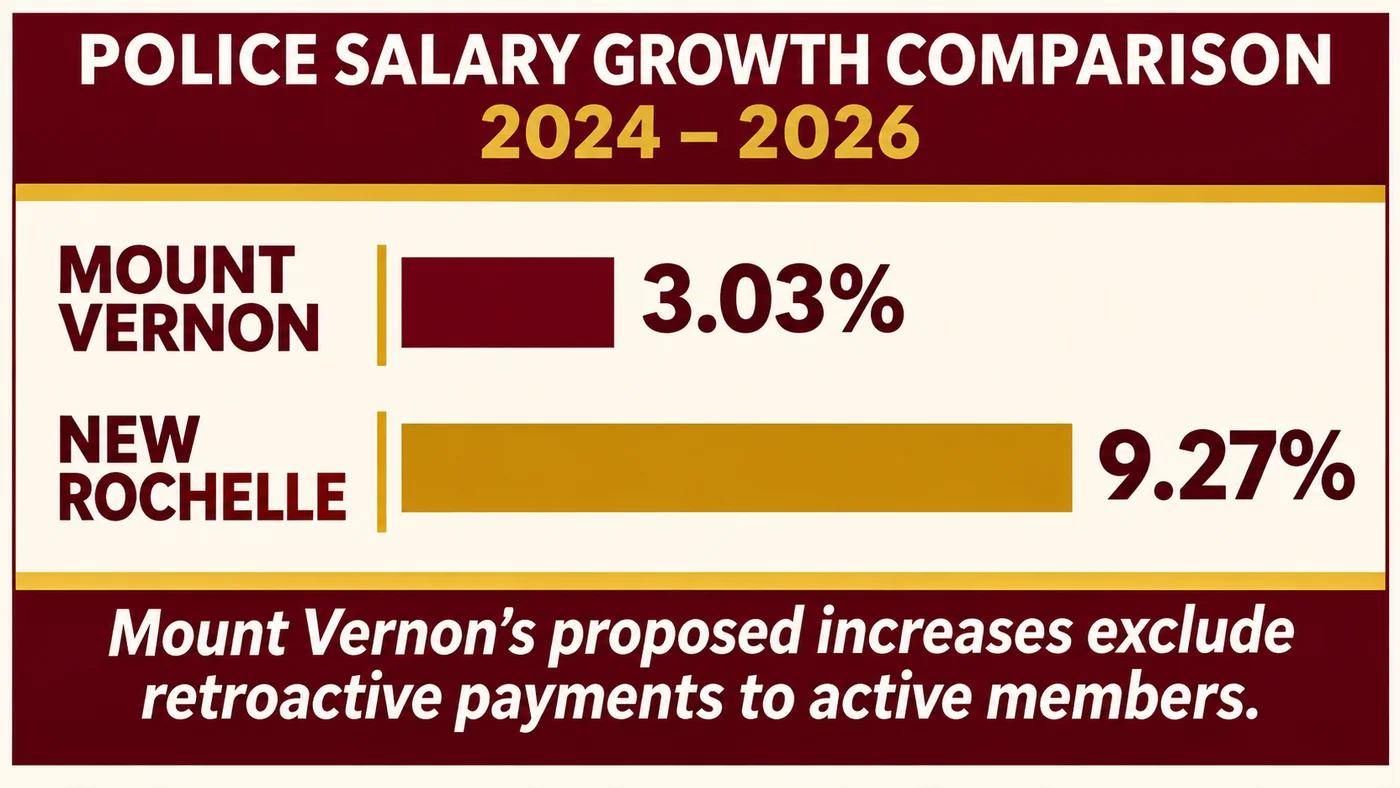 POLICE SALARY GROWTH COMPARISON
2024 – 2026
MOUNT
VERNON
3.03%
NEW
ROCHELLE
9.27%
Mount Vernon’s proposed increases exclude
retroactive payments to active members.